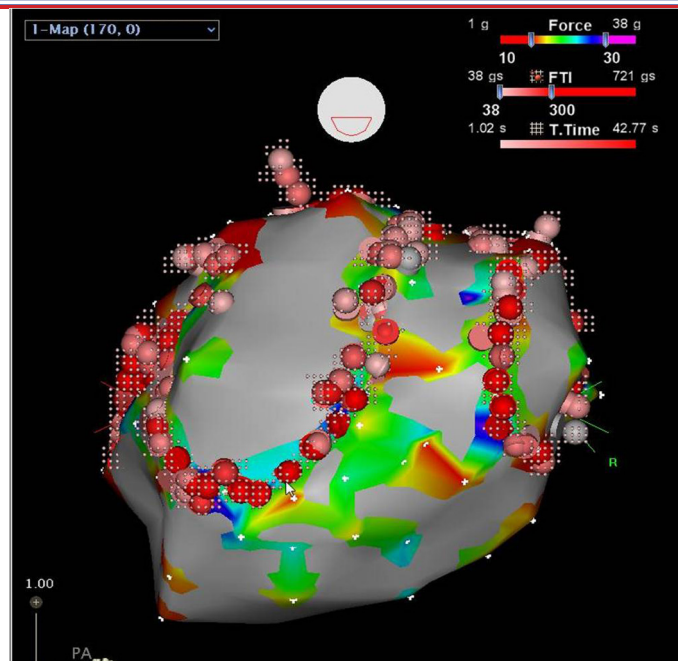 1-Map (170, 0)
1 g Force 38 g
10 30
38 gs FTI 721 gs
38 300
1.02 s T.Time 42.77 s
R
1.00
PA